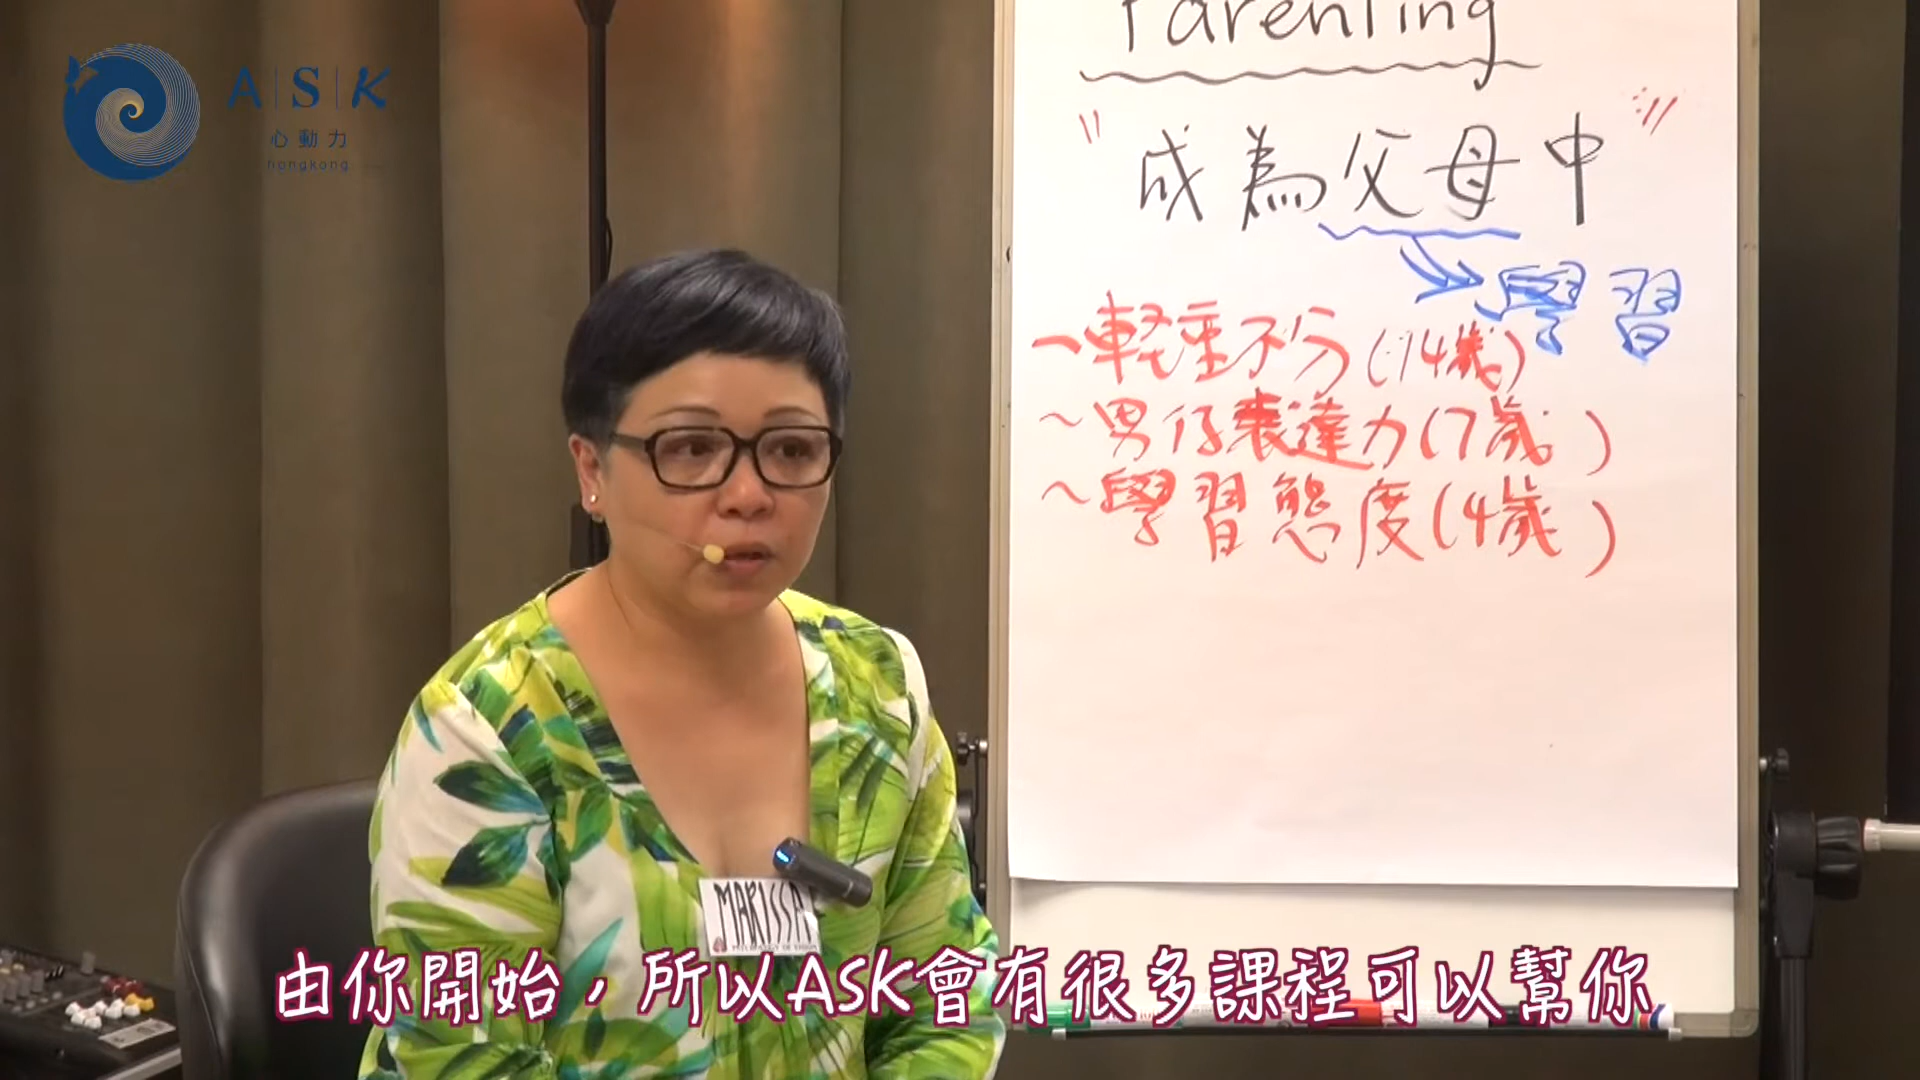 A|S|K
心動力
hongkong
Parenting
"成為父母中"
學習
~輕重不分(14歲)
~男仔表達力(7歲)
~學習態度(4歲)
MARISSA
由你開始，所以ASK會有很多課程可以幫你